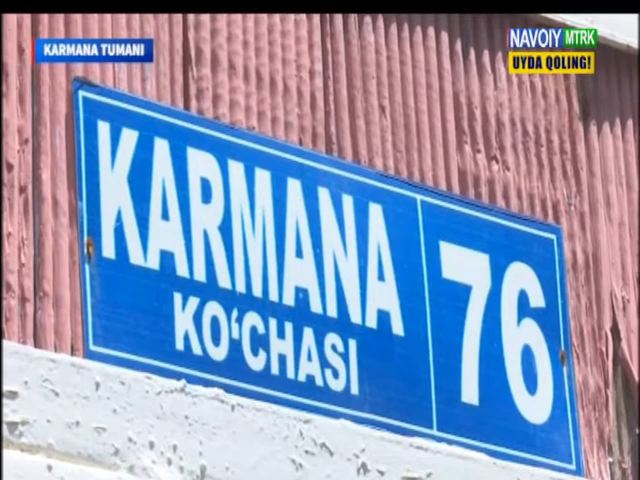 KARMANA TUMANI
NAVOIY MTRK
UYDA QOLING!
KARMANA
KO‘CHASI
76